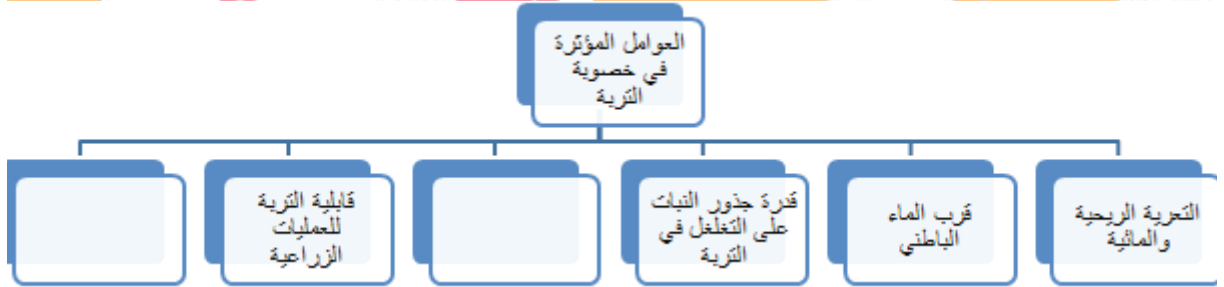 العوامل المؤثرة
في خصوبة
التربة
التعرية الريحية
والمائية
قرب الماء
الباطني
قدرة جذور النبات
على التغلغل في
التربة
قابلية التربة
للعمليات
الزراعية